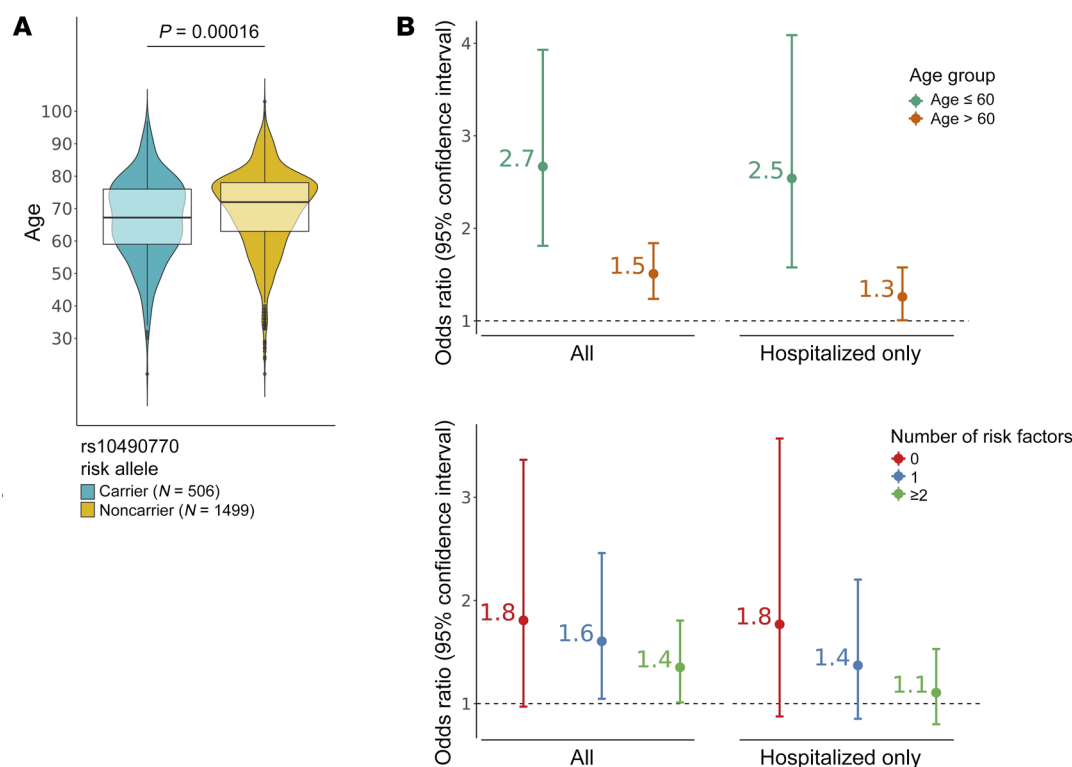 A
P = 0.00016
Age
100
90
80
70
60
50
40
30
rs10490770
risk allele
Carrier (N = 506)
Noncarrier (N = 1499)
B
Odds ratio (95% confidence interval)
4
3
2
1
2.7
1.5
2.5
1.3
All
Hospitalized only
Age group
Age ≤ 60
Age > 60
Odds ratio (95% confidence interval)
3
2
1
1.8
1.6
1.4
1.8
1.4
1.1
All
Hospitalized only
Number of risk factors
0
1
≥2